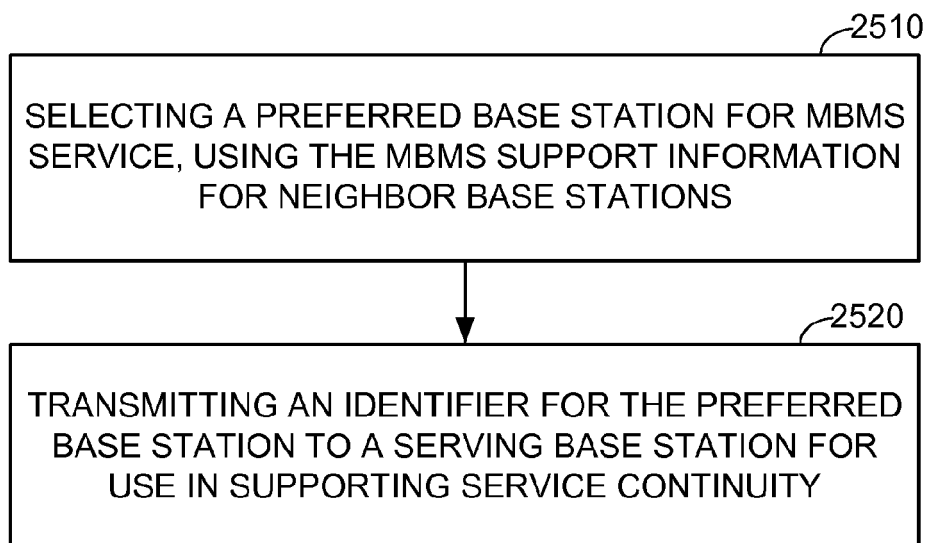 2510
SELECTING A PREFERRED BASE STATION FOR MBMS
SERVICE, USING THE MBMS SUPPORT INFORMATION
FOR NEIGHBOR BASE STATIONS
2520
TRANSMITTING AN IDENTIFIER FOR THE PREFERRED
BASE STATION TO A SERVING BASE STATION FOR
USE IN SUPPORTING SERVICE CONTINUITY